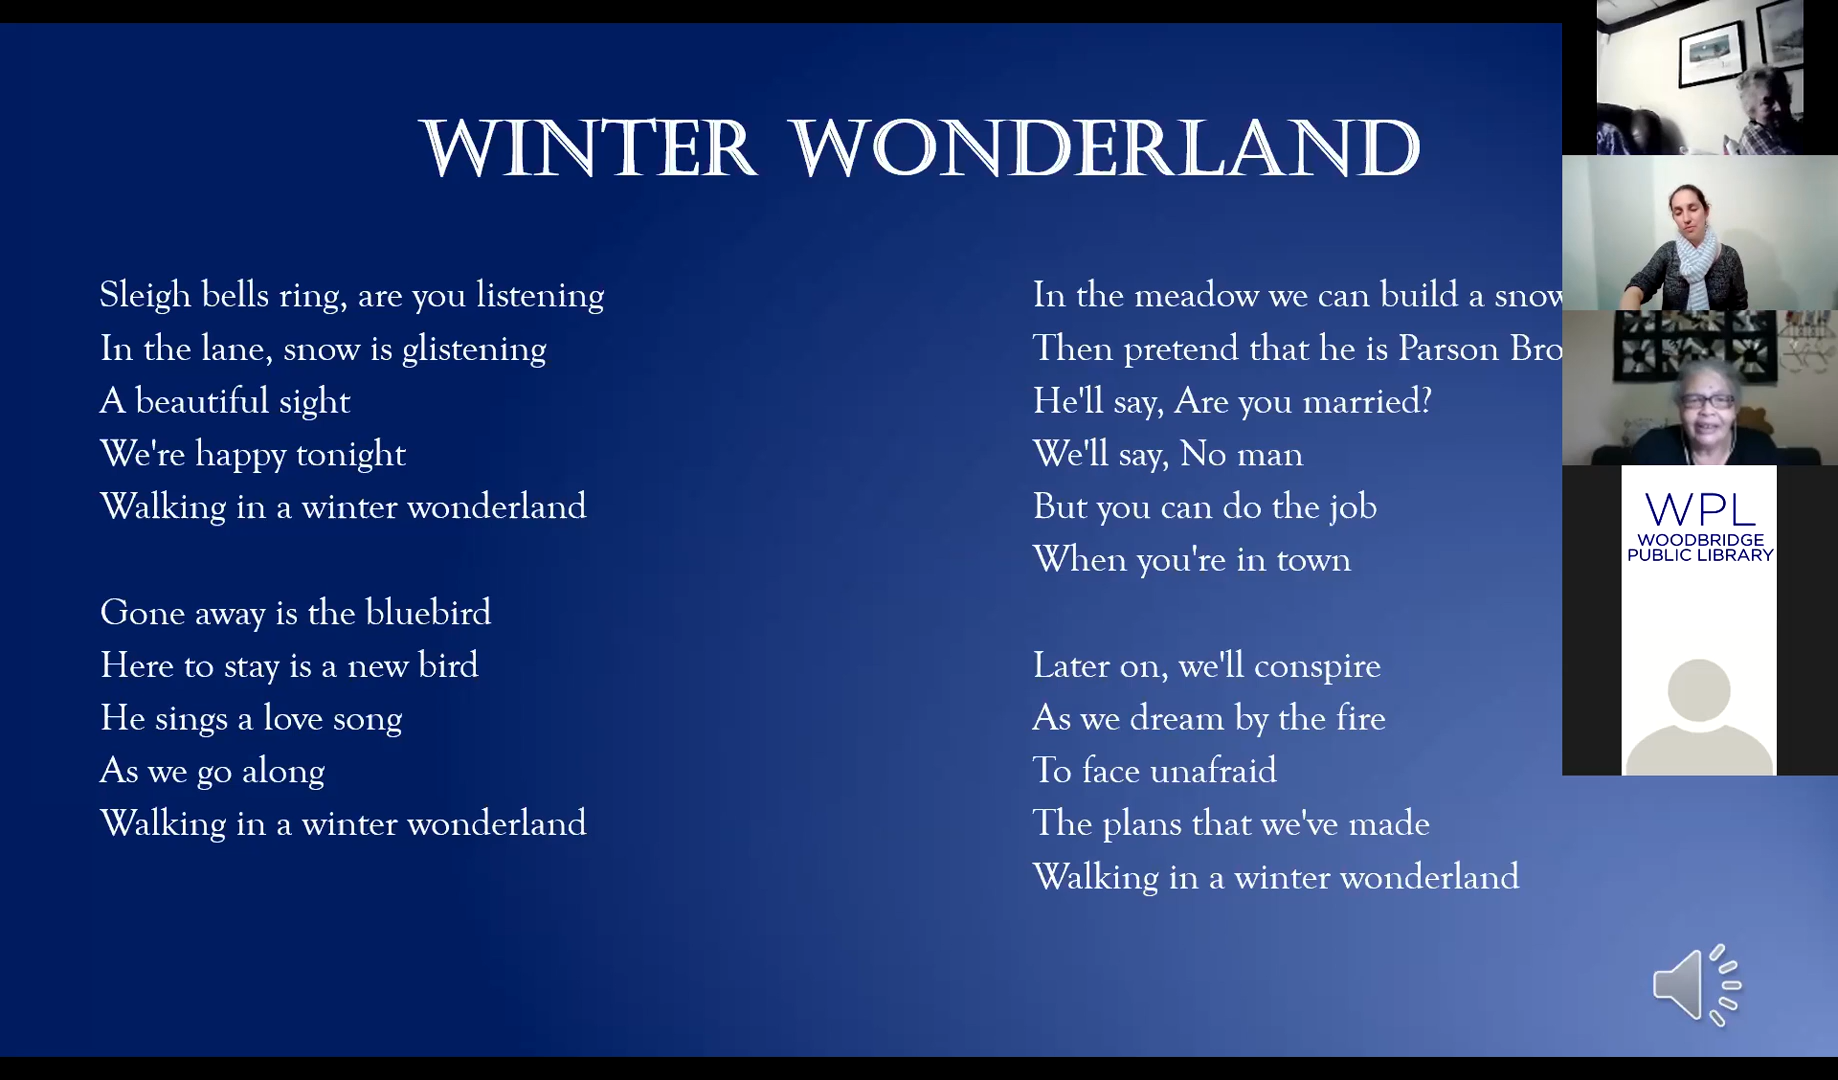 WINTER WONDERLAND
Sleigh bells ring, are you listening
In the lane, snow is glistening
A beautiful sight
We're happy tonight
Walking in a winter wonderland
Gone away is the bluebird
Here to stay is a new bird
He sings a love song
As we go along
Walking in a winter wonderland
In the meadow we can build a snow
Then pretend that he is Parson Bro
He'll say, Are you married?
We'll say, No man
But you can do the job
When you're in town
Later on, we'll conspire
As we dream by the fire
To face unafraid
The plans that we've made
Walking in a winter wonderland
WPL
WOODBRIDGE
PUBLIC LIBRARY